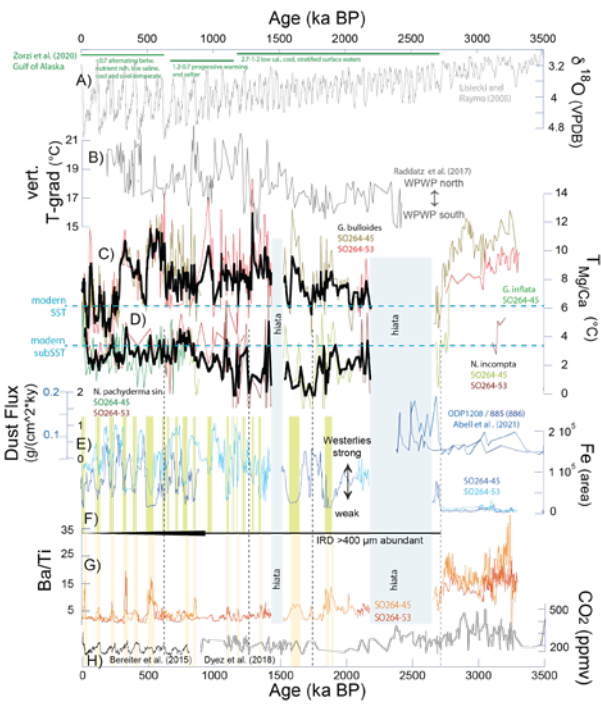 Age (ka BP)
0 500 1000 1500 2000 2500 3000 3500
Zorzi et al. (2020)
Gulf of Alaska
<0.7 alternating betw.
nutrient rich, low saline,
cool and cool-temperate
1.2-0.7 progressive warming
and saltier
2.7-1-2 low sal., cool, stratified surface waters
3.2
4
4.8
δ 18O (VPDB)
A)
Lisiecki and
Raymo (2005)
21
19
17
15
vert.
T-grad (°C)
B)
Raddatz et al. (2017)
WPWP north
WPWP south
14
12
10
8
6
4
2
0
T Mg/Ca (°C)
C)
G. bulloides
SO264-45
SO264-53
G. inflata
SO264-45
modern
SST
D)
modern
subSST
hiata
hiata
N. incompta
SO264-45
SO264-53
N. pachyderma sin.
SO264-45
SO264-53
0.2
0.1
2
1
0
Dust Flux
(g/(cm^2*ky)
E)
Westerlies
strong
weak
ODP1208 / 885 (886)
Abell et al. (2021)
2 10⁵
1 10⁵
0
Fe (area)
SO264-45
SO264-53
F)
IRD >400 µm abundant
35
25
15
5
Ba/Ti
G)
hiata
hiata
SO264-45
SO264-53
500
200
CO2 (ppmv)
H)
Bereiter et al. (2015)
Dyez et al. (2018)
0 500 1000 1500 2000 2500 3000 3500
Age (ka BP)